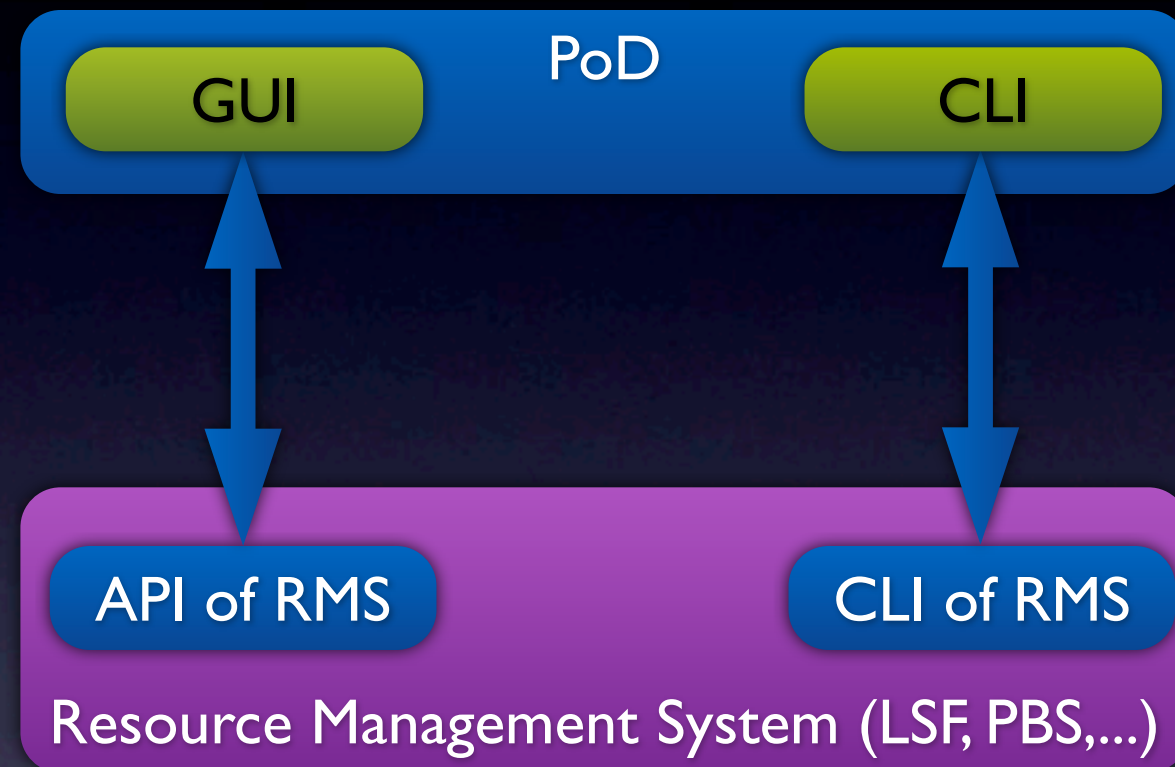 PoD
GUI
CLI
API of RMS
CLI of RMS
Resource Management System (LSF, PBS,...)